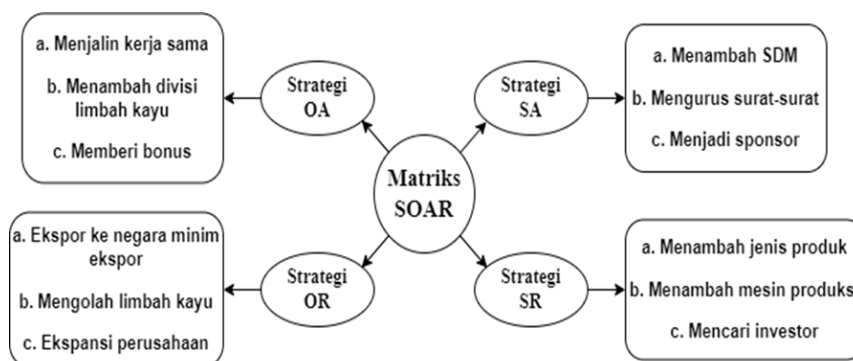 a. Menjalin kerja sama
b. Menambah divisi
limbah kayu
c. Memberi bonus
Strategi
OA
Strategi
SA
a. Menambah SDM
b. Mengurus surat-surat
c. Menjadi sponsor
Matriks
SOAR
a. Ekspor ke negara minim
ekspor
b. Mengolah limbah kayu
c. Ekspansi perusahaan
Strategi
OR
Strategi
SR
a. Menambah jenis produk
b. Menambah mesin produks
c. Mencari investor